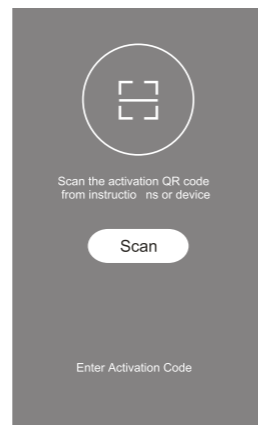 Scan the activation QR code
from instructio ns or device
Scan
Enter Activation Code